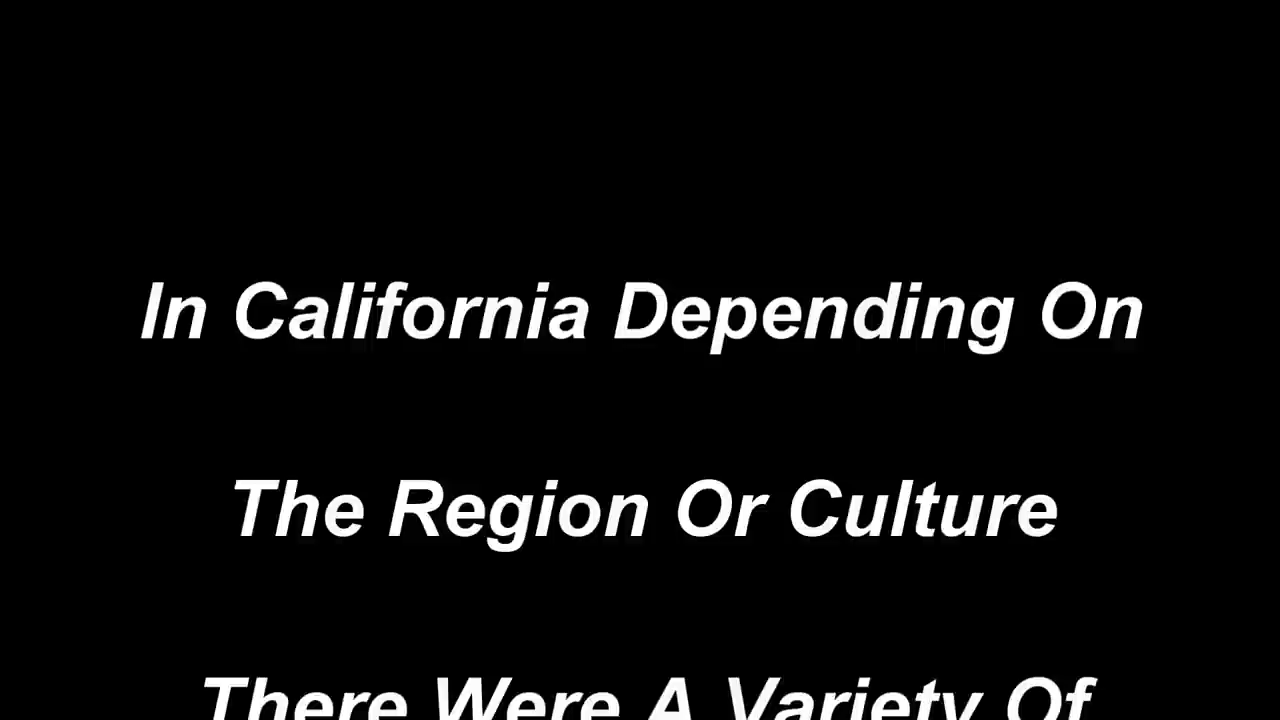 In California Depending On
The Region Or Culture
There Were A Variety Of